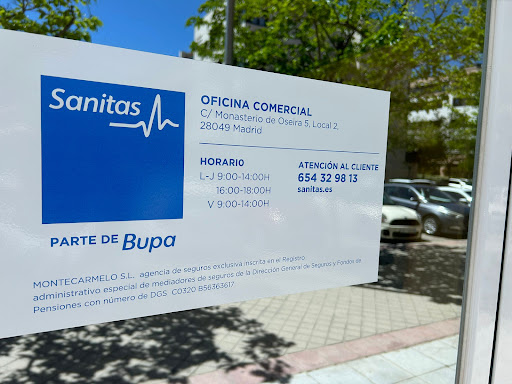 Sanitas
PARTE DE Bupa
OFICINA COMERCIAL
C/ Monasterio de Oseira 5, Local 2,
28049 Madrid
HORARIO
L-J 9:00-14:00H
16:00-18:00H
V 9:00-14:00H
ATENCIÓN AL CLIENTE
654 32 98 13
sanitas.es
MONTECARMELO S.L., agencia de seguros exclusiva inscrita en el Registro
administrativo especial de mediadores de seguros de la Dirección General de Seguros y Fondos de
Pensiones con número de DGS C0320 B56363617.